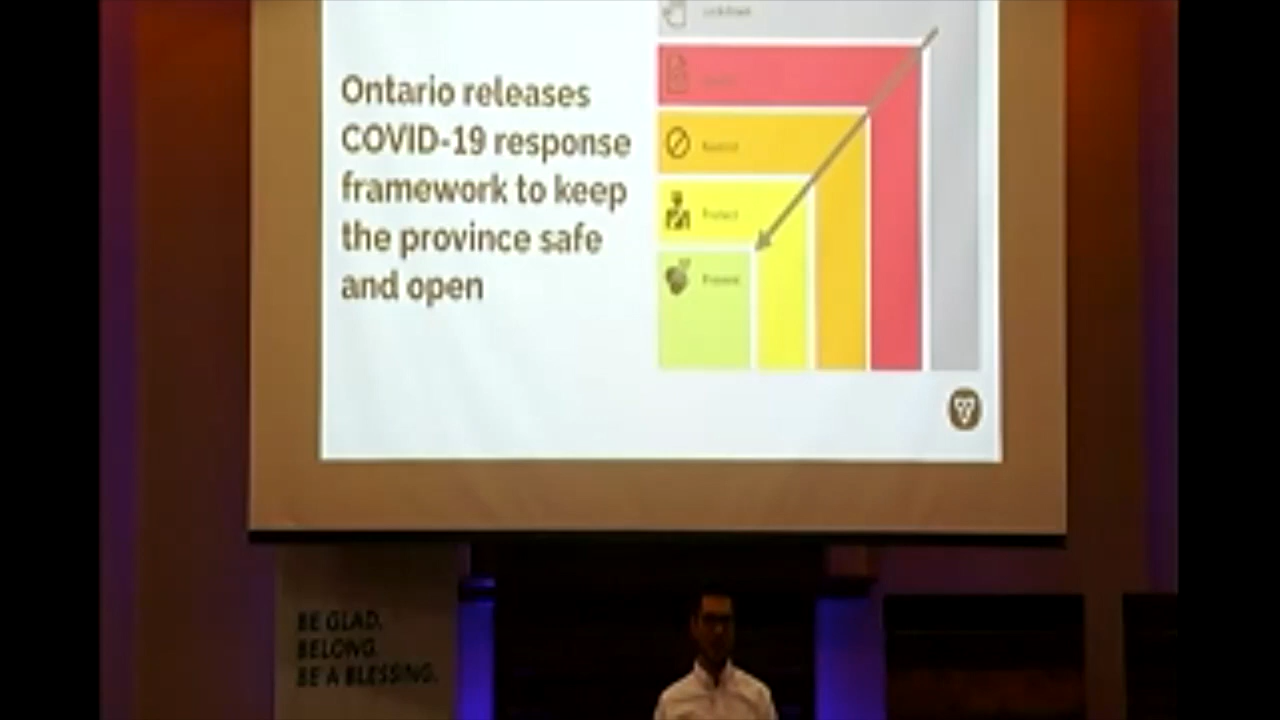 Ontario releases
COVID-19 response
framework to keep
the province safe
and open
Lockdown
Restrict
Protect
Prevent
BE GLAD.
BELONG.
BE A BLESSING.